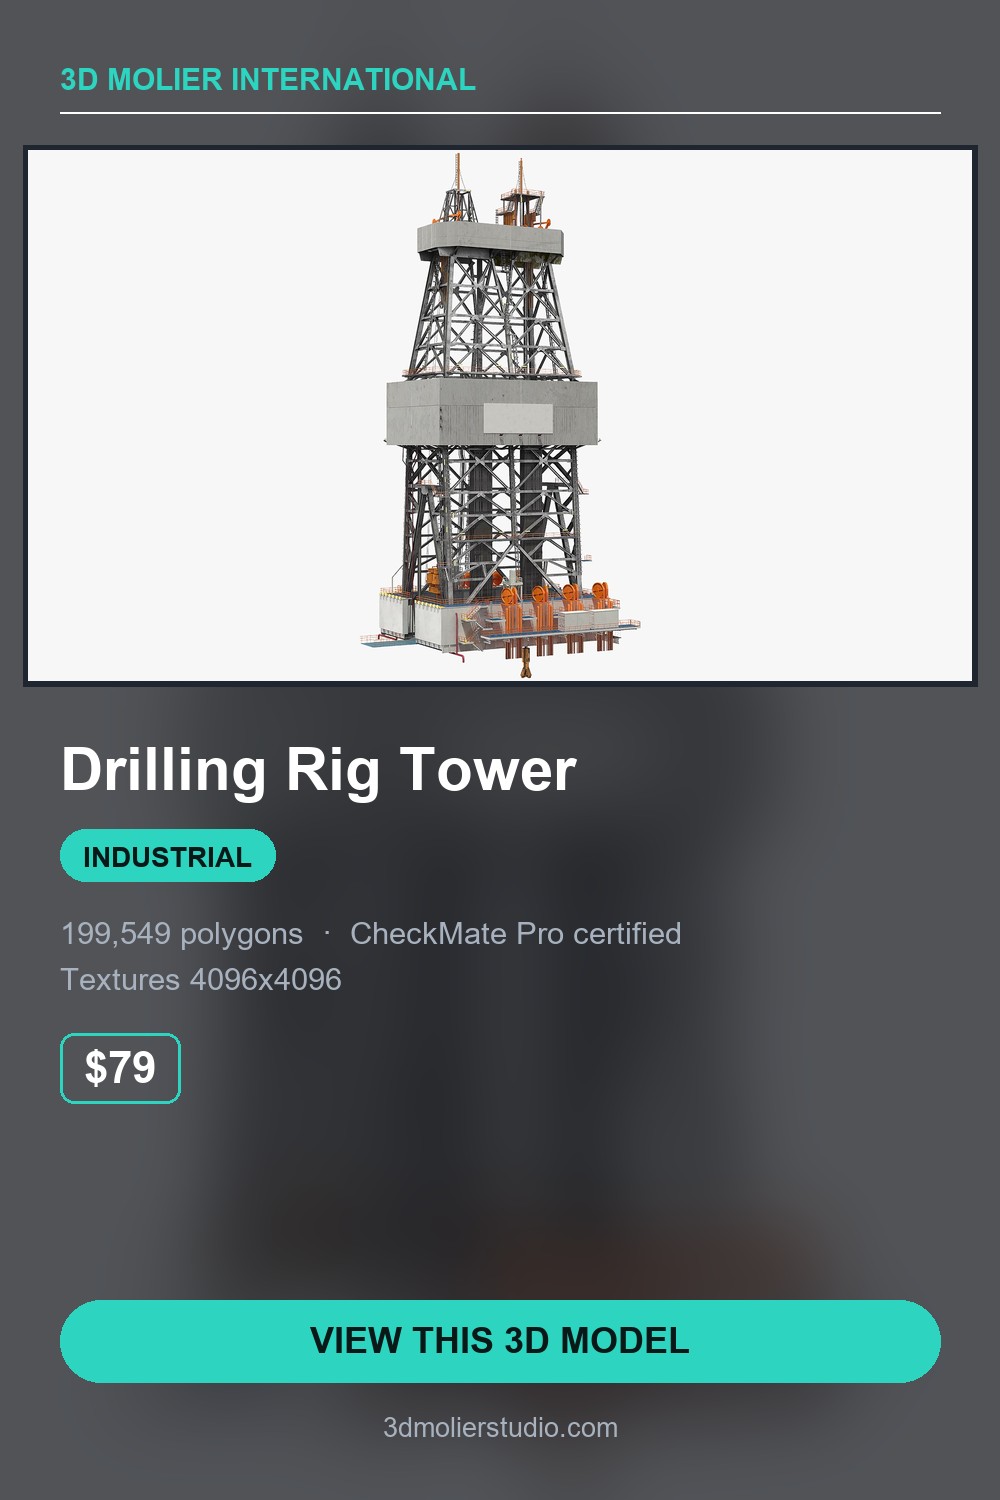 3D MOLIER INTERNATIONAL
Drilling Rig Tower
INDUSTRIAL
199,549 polygons · CheckMate Pro certified
Textures 4096x4096
$79
VIEW THIS 3D MODEL
3dmolierstudio.com